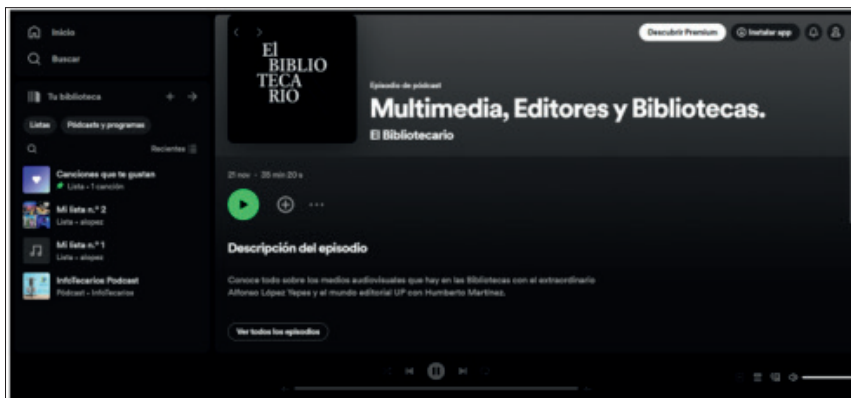 Inicio
Buscar
Tu biblioteca
Listas
Pódcasts y programas
Recientes
Canciones que te gustan
Lista • 1 canción
Mi lista n.º 2
Lista • alopez
Mi lista n.º 1
Lista • alopez
InfoTecarios Podcast
Pódcast • InfoTecarios
El
BIBLIO
TECA
RIO
Descubrir Premium
Instalar app
Episodio de pódcast
Multimedia, Editores y Bibliotecas.
El Bibliotecario
21 nov • 35 min 20 s
Descripción del episodio
Conoce todo sobre los medios audiovisuales que hay en las Bibliotecas con el extraordinario
Alfonso López Yepes y el mundo editorial UP con Humberto Martínez.
Ver todos los episodios